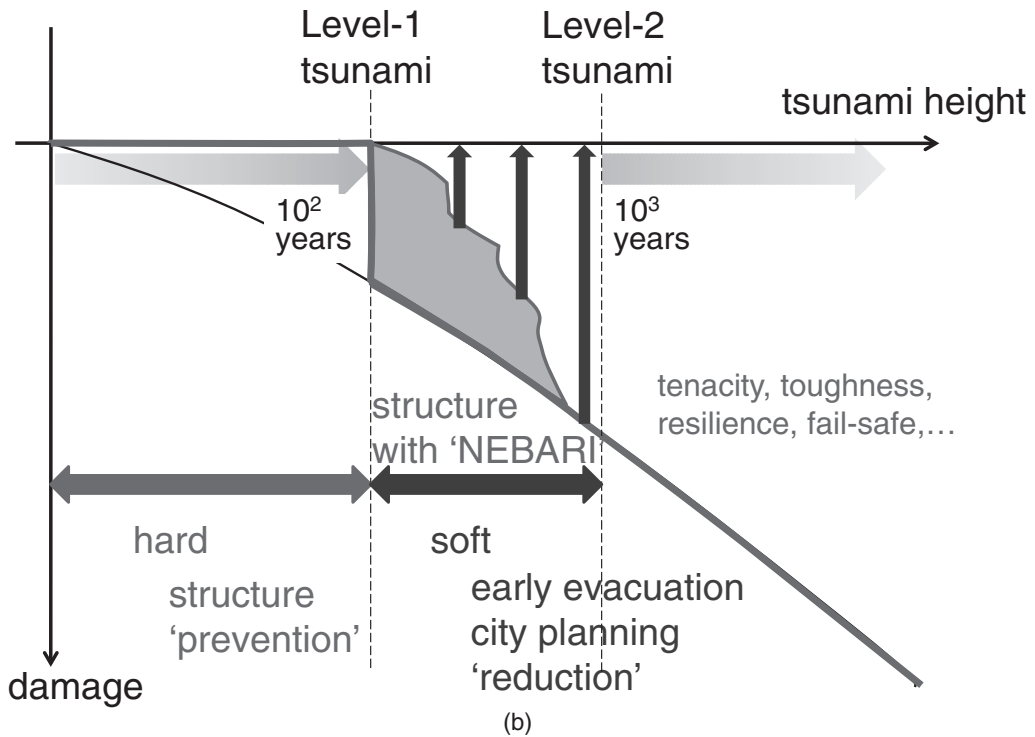 Level-1
tsunami
Level-2
tsunami
tsunami height
10² years
10³ years
tenacity, toughness,
resilience, fail-safe,…
structure
with ‘NEBARI
hard
soft
structure
‘prevention’
early evacuation
city planning
‘reduction’
damage
(b)